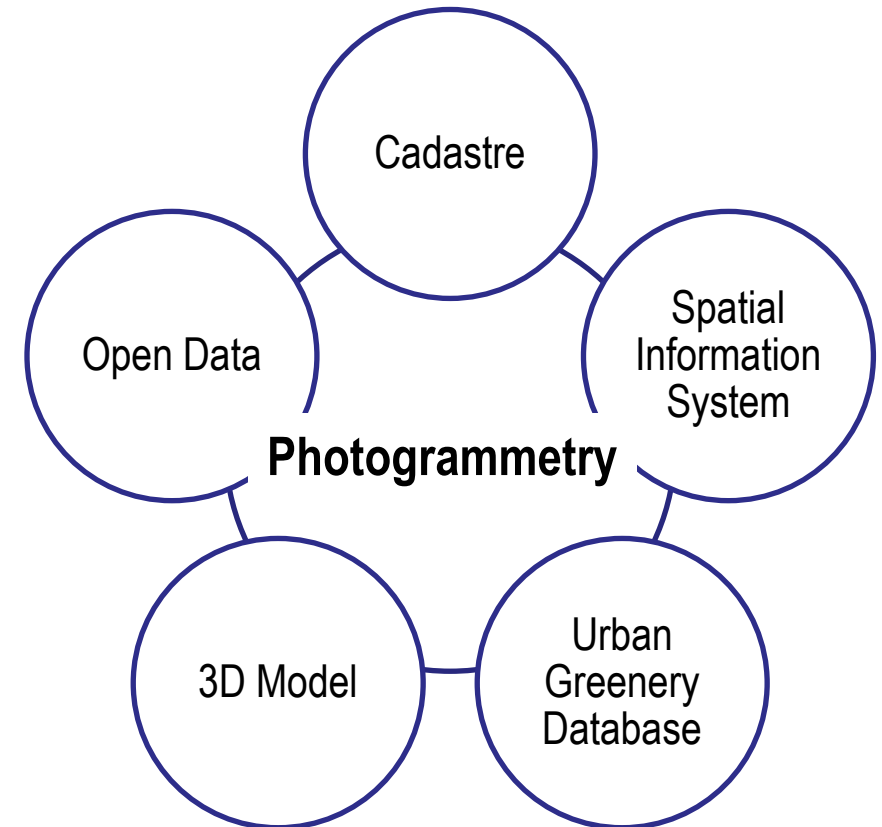 Cadastre
Spatial
Information
System
Open Data
Photogrammetry
3D Model
Urban
Greenery
Database